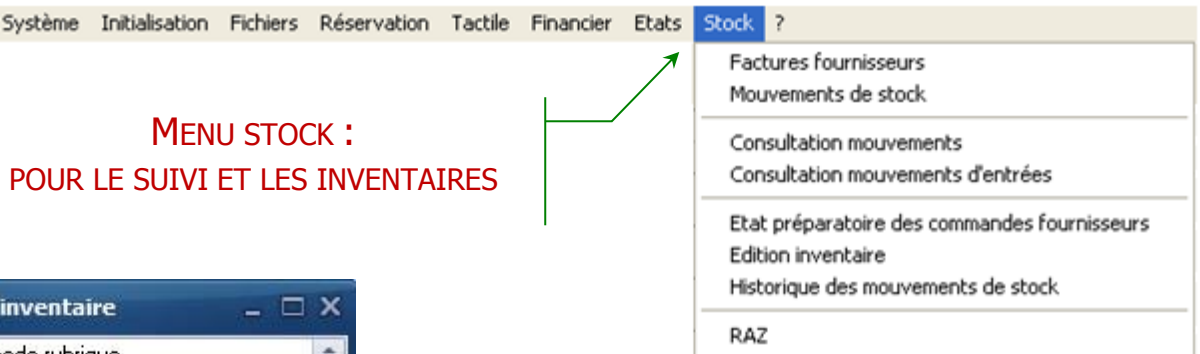 Système Initialisation Fichiers Réservation Tactile Financier Etats Stock ?
Factures fournisseurs
Mouvements de stock
Consultation mouvements
Consultation mouvements d'entrées
Etat préparatoire des commandes fournisseurs
Edition inventaire
Historique des mouvements de stock
RAZ
MENU STOCK :
POUR LE SUIVI ET LES INVENTAIRES
inventaire
rubrique